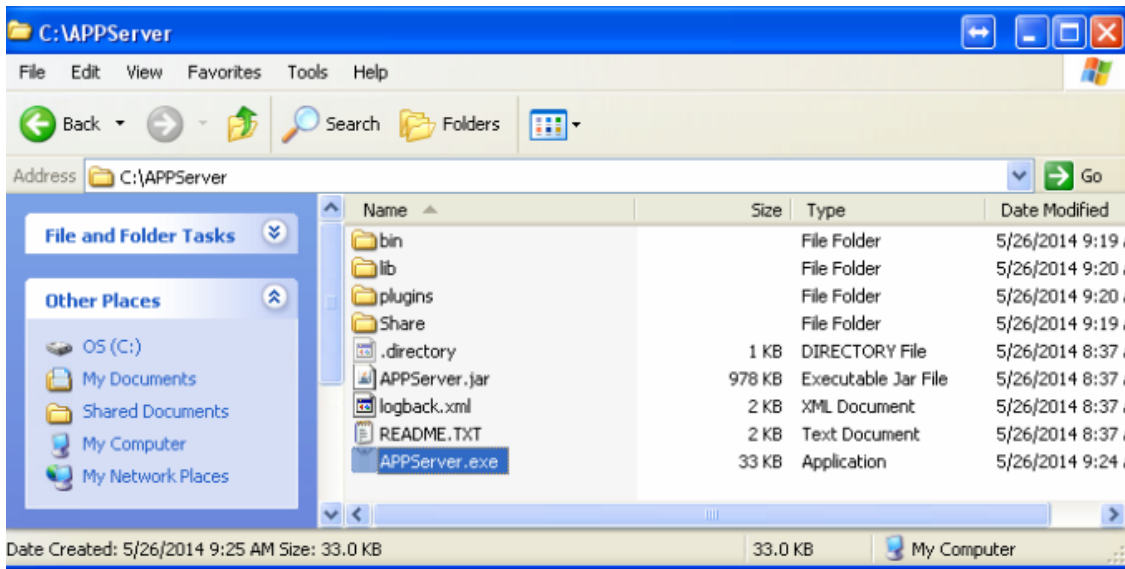 C:\APPServer
File Edit View Favorites Tools Help
Back Search Folders
Address C:\APPServer Go
File and Folder Tasks
Other Places
OS (C:)
My Documents
Shared Documents
My Computer
My Network Places
Name Size Type Date Modified
bin File Folder 5/26/2014 9:19
lib File Folder 5/26/2014 9:20
plugins File Folder 5/26/2014 9:20
Share File Folder 5/26/2014 9:19
.directory 1 KB DIRECTORY File 5/26/2014 8:37
APPServer.jar 978 KB Executable Jar File 5/26/2014 8:37
logback.xml 2 KB XML Document 5/26/2014 8:37
README.TXT 2 KB Text Document 5/26/2014 8:37
APPServer.exe 33 KB Application 5/26/2014 9:24
Date Created: 5/26/2014 9:25 AM Size: 33.0 KB 33.0 KB My Computer